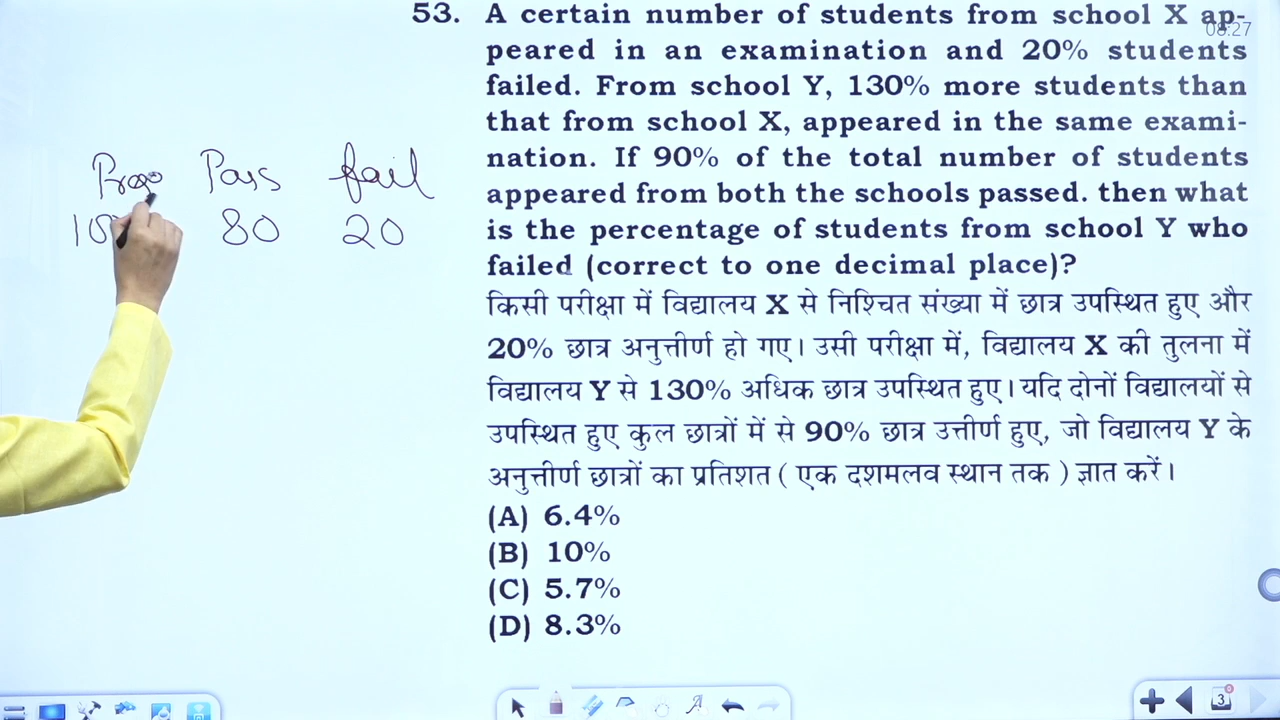 53. A certain number of students from school X ap-
peared in an examination and 20% students
failed. From school Y, 130% more students than
that from school X, appeared in the same exami-
nation. If 90% of the total number of students
appeared from both the schools passed. then what
is the percentage of students from school Y who
failed (correct to one decimal place)?
किसी परीक्षा में विद्यालय X से निश्चित संख्या में छात्र उपस्थित हुए और
20% छात्र अनुत्तीर्ण हो गए। उसी परीक्षा में, विद्यालय X की तुलना में
विद्यालय Y से 130% अधिक छात्र उपस्थित हुए। यदि दोनों विद्यालयों से
उपस्थित हुए कुल छात्रों में से 90% छात्र उत्तीर्ण हुए, जो विद्यालय Y के
अनुत्तीर्ण छात्रों का प्रतिशत ( एक दशमलव स्थान तक ) ज्ञात करें।
(A) 6.4%
(B) 10%
(C) 5.7%
(D) 8.3%
08:27
Pass fail
80 20
3